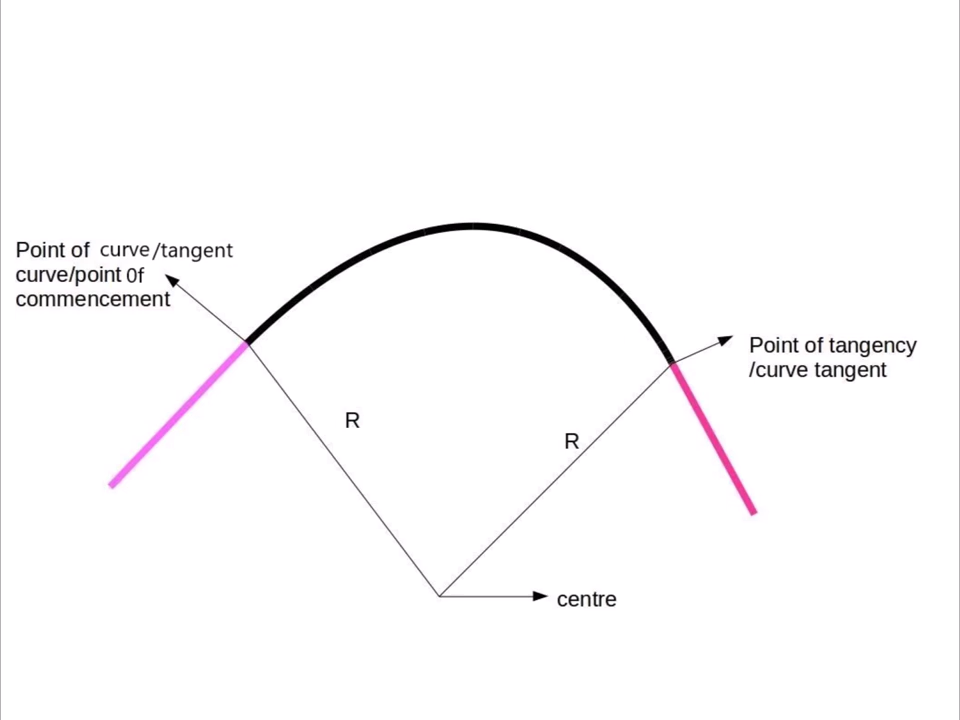 Point of curve/tangent
curve/point 0f
commencement
Point of tangency
/curve tangent
R
R
centre